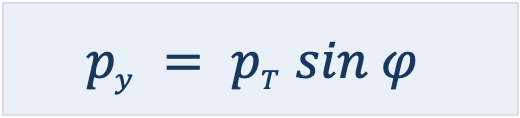 p_y = p_T sin φ